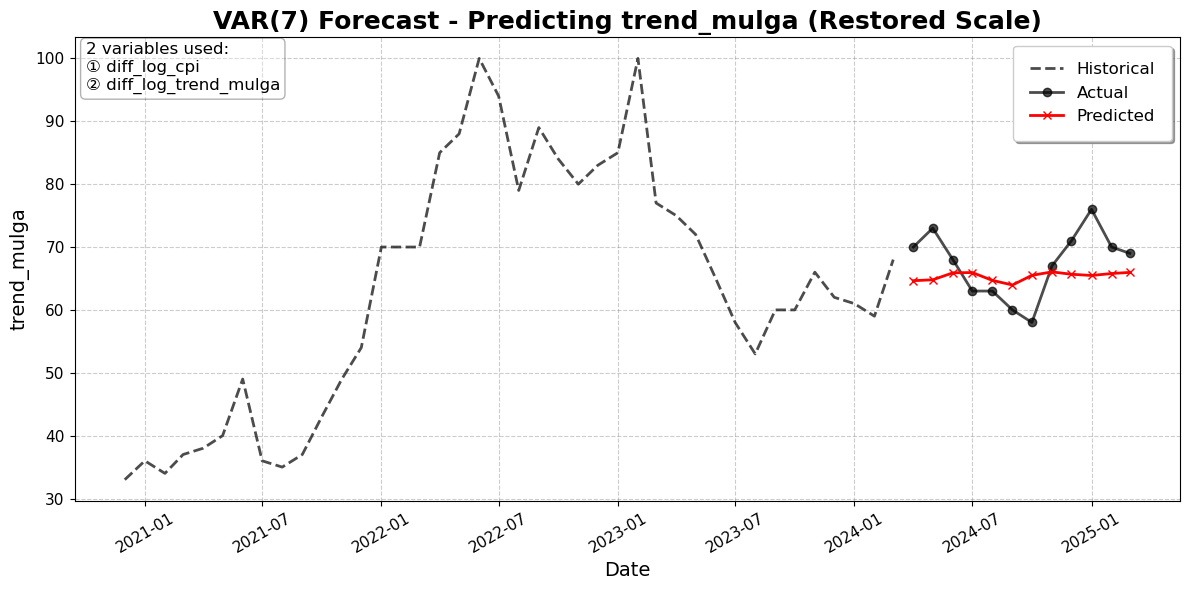 VAR(7) Forecast - Predicting trend_mulga (Restored Scale)
2 variables used:
① diff_log_cpi
② diff_log_trend_mulga
Historical
Actual
Predicted
trend_mulga
100
90
80
70
60
50
40
30
2021-01
2021-07
2022-01
2022-07
2023-01
2023-07
2024-01
2024-07
2025-01
Date